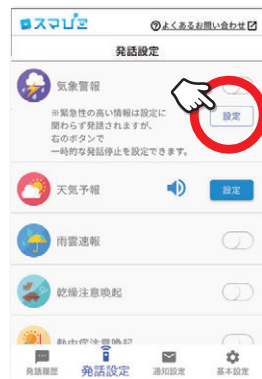 スマリエ ?よくあるお問い合わせ
発話設定
気象警報
※緊急性の高い情報は設定に
関わらず発話されますが、
右のボタンで
一時的な発話停止を設定できます。
設定
天気予報 設定
雨雲速報
乾燥注意喚起
熱中症注意喚起
発話履歴 発話設定 通知設定 基本設定